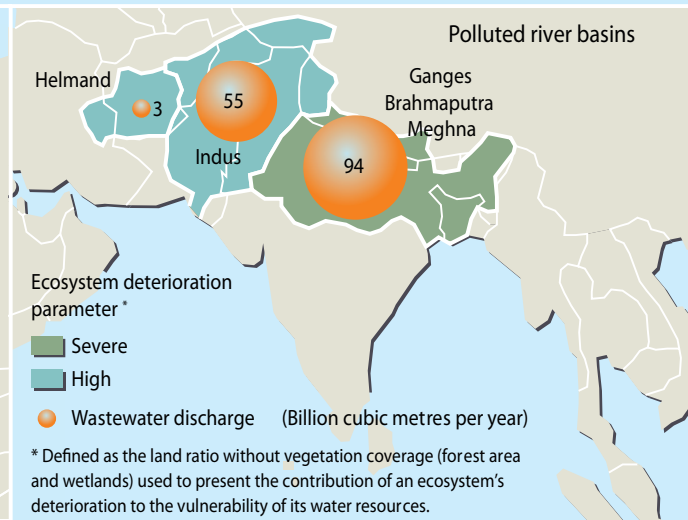 Polluted river basins
Helmand
3
55
Indus
Ganges
Brahmaputra
Meghna
94
Ecosystem deterioration
parameter *
Severe
High
Wastewater discharge (Billion cubic metres per year)
* Defined as the land ratio without vegetation coverage (forest area
and wetlands) used to present the contribution of an ecosystem's
deterioration to the vulnerability of its water resources.